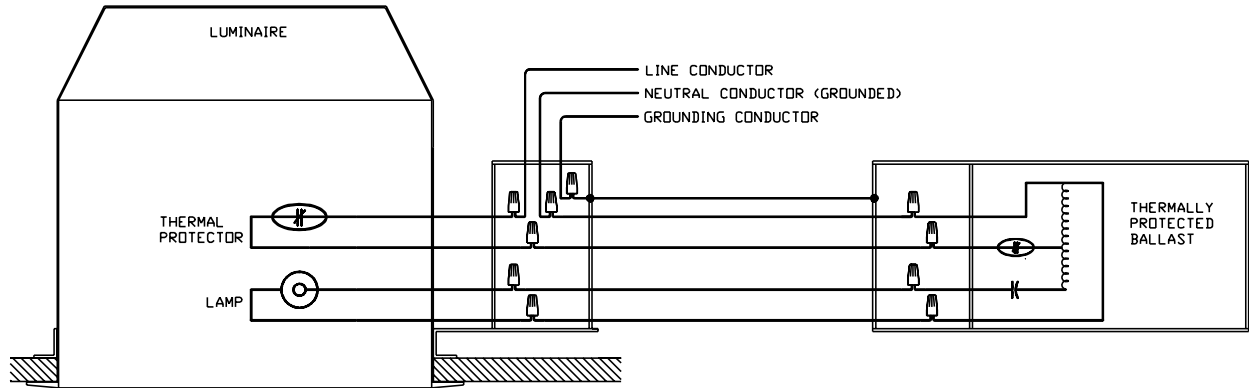 LUMINAIRE
LINE CONDUCTOR
NEUTRAL CONDUCTOR (GROUNDED)
GROUNDING CONDUCTOR
THERMAL
PROTECTOR
LAMP
THERMALLY
PROTECTED
BALLAST